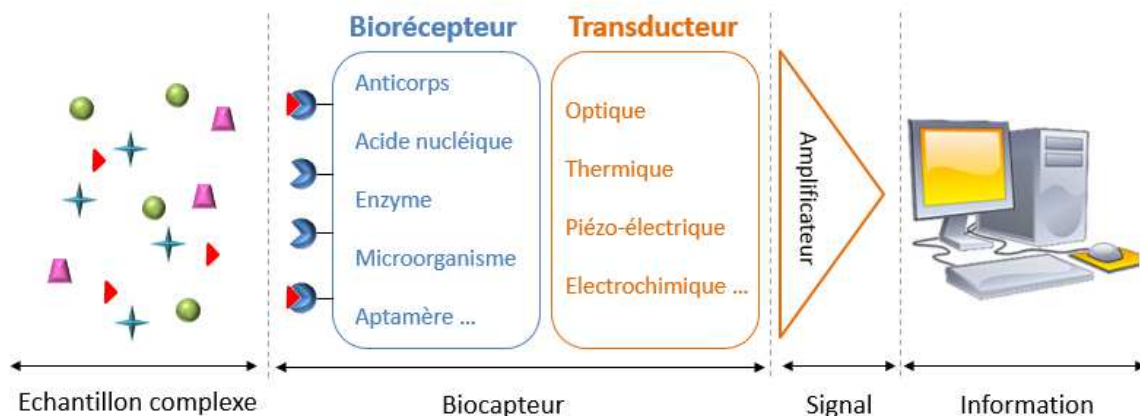 Biorécepteur
Transducteur
Anticorps
Acide nucléique
Enzyme
Microorganisme
Aptamère ...
Optique
Thermique
Piézo-électrique
Electrochimique ...
Amplificateur
Echantillon complexe
Biocapteur
Signal
Information